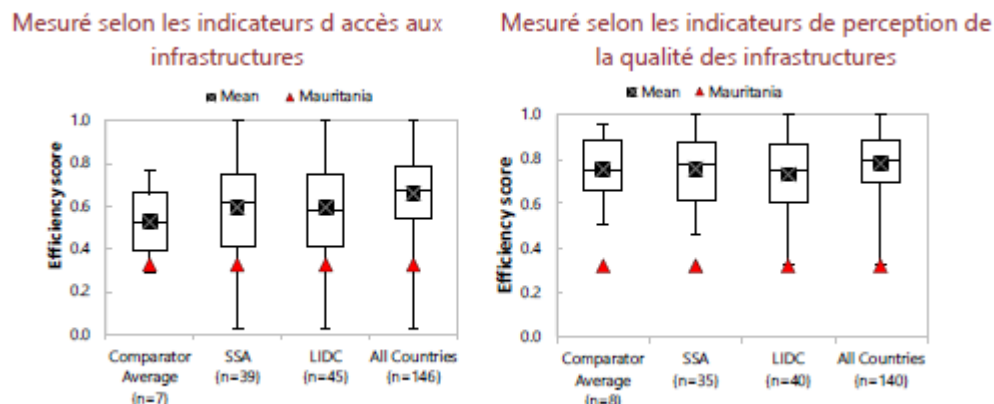 Mesuré selon les indicateurs d accès aux
infrastructures
Mean Mauritania
Efficiency score
1.0
0.8
0.6
0.4
0.2
0.0
Comparator
Average
(n=7)
SSA
(n=39)
LIDC
(n=45)
All Countries
(n=146)
Mesuré selon les indicateurs de perception de
la qualité des infrastructures
Mean Mauritania
Efficiency score
1.0
0.8
0.6
0.4
0.2
0.0
Comparator
Average
(n=8)
SSA
(n=35)
LIDC
(n=40)
All Countries
(n=140)